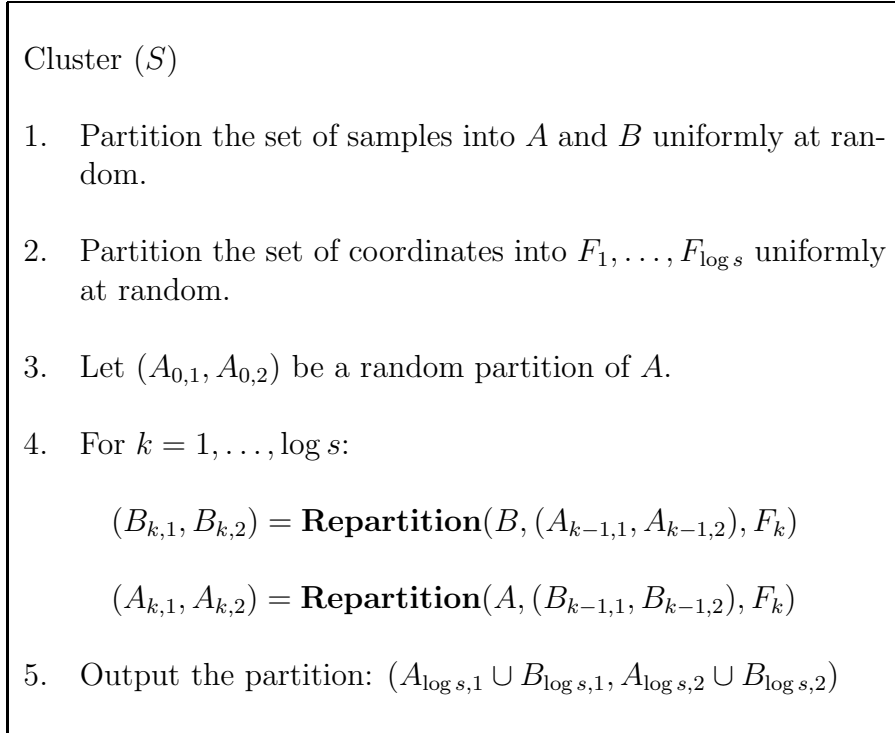 Cluster (S)
1. Partition the set of samples into A and B uniformly at ran-
dom.
2. Partition the set of coordinates into F_1, . . . , F_{log s} uniformly
at random.
3. Let (A_{0,1}, A_{0,2}) be a random partition of A.
4. For k = 1, . . . , log s:
(B_{k,1}, B_{k,2}) = Repartition(B, (A_{k−1,1}, A_{k−1,2}), F_k)
(A_{k,1}, A_{k,2}) = Repartition(A, (B_{k−1,1}, B_{k−1,2}), F_k)
5. Output the partition: (A_{log s,1} ∪ B_{log s,1}, A_{log s,2} ∪ B_{log s,2})